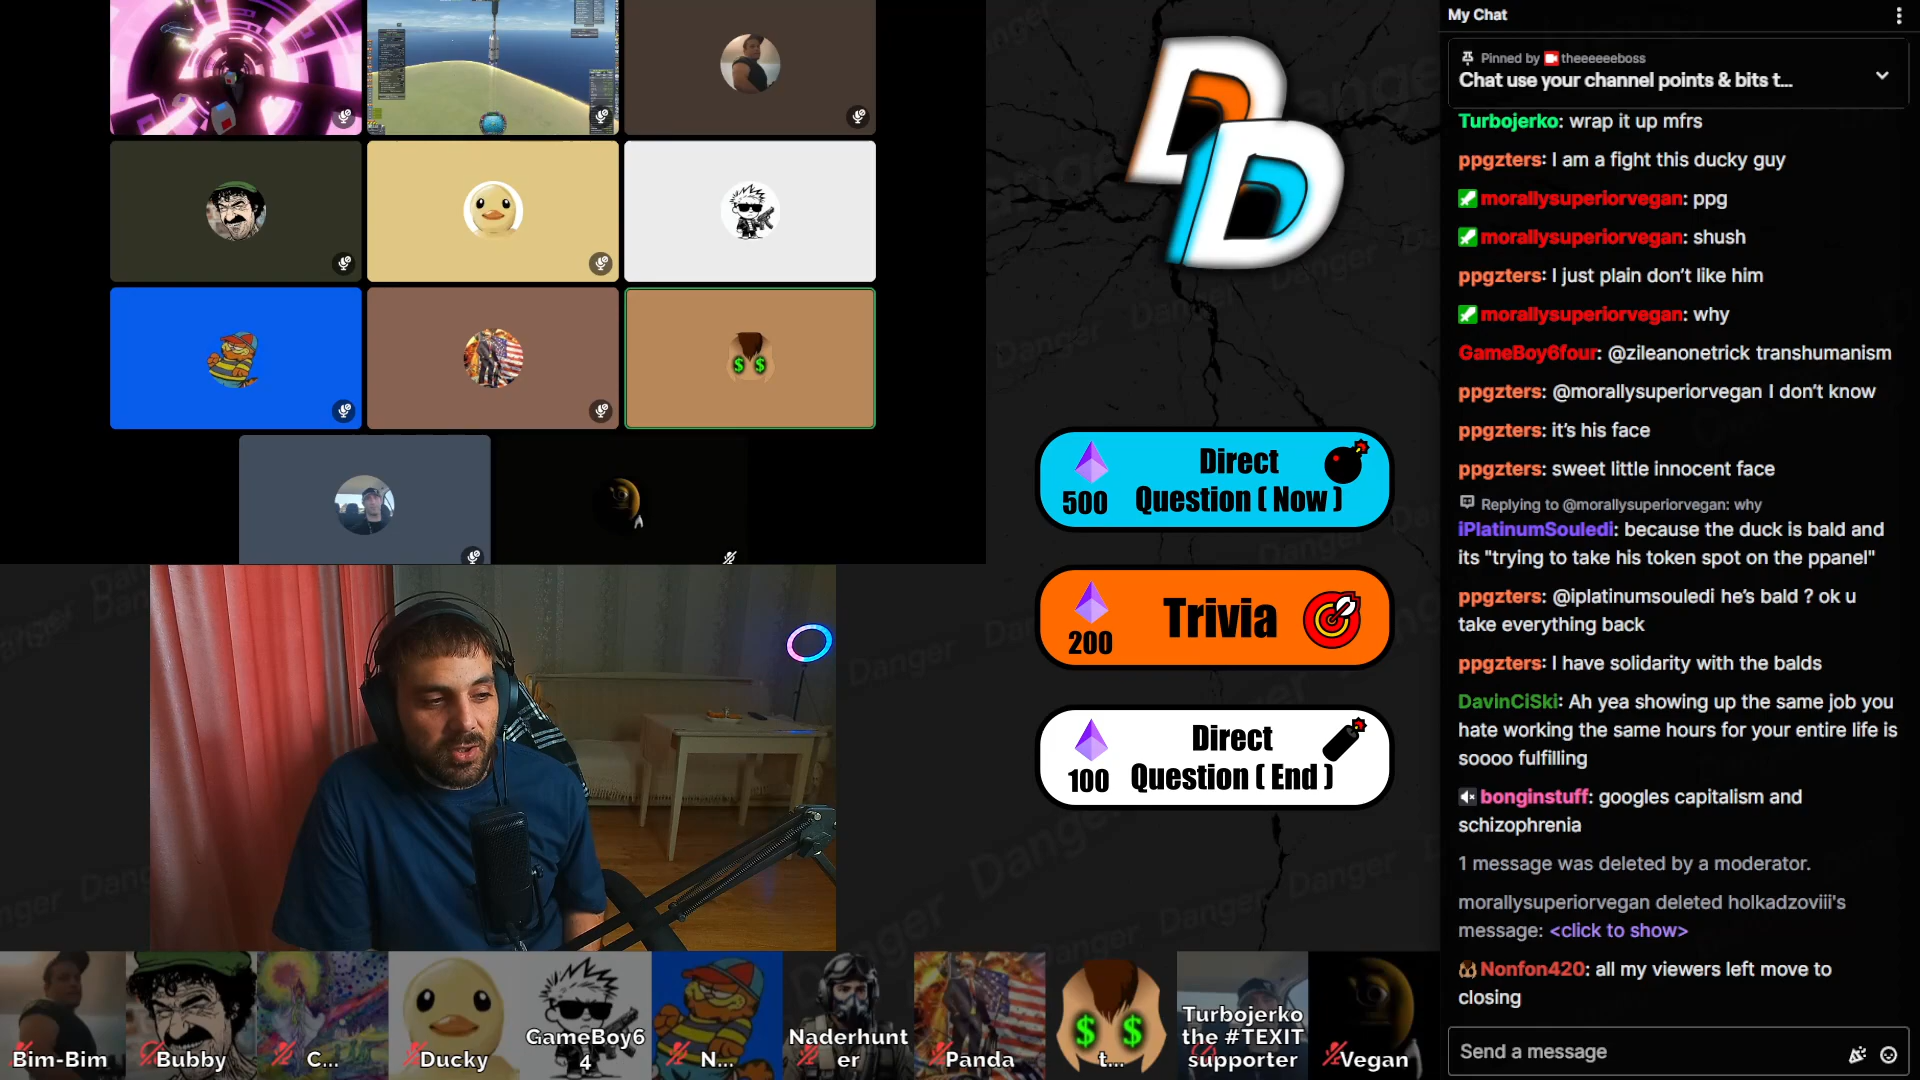 My Chat
Pinned by theeeeeboss
Chat use your channel points & bits t...
Turbojerko: wrap it up mfrs
ppgzters: I am a fight this ducky guy
morallysuperiorvegan: ppg
morallysuperiorvegan: shush
ppgzters: I just plain don't like him
morallysuperiorvegan: why
GameBoy6four: @zileanonetrick transhumanism
ppgzters: @morallysuperiorvegan I don't know
ppgzters: it's his face
ppgzters: sweet little innocent face
Replying to @morallysuperiorvegan: why
iPlatinumSouledi: because the duck is bald and
its "trying to take his token spot on the ppanel"
ppgzters: @iplatinumsouledi he's bald ? ok u
take everything back
ppgzters: I have solidarity with the balds
DavinCiSki: Ah yea showing up the same job you
hate working the same hours for your entire life is
soooo fulfilling
bonginstuff: googles capitalism and
schizophrenia
1 message was deleted by a moderator.
morallysuperiorvegan deleted holkadzoviii's
message: <click to show>
Nonfon420: all my viewers left move to
closing
Send a message
DD
Direct
Question ( Now )
500
Trivia
200
Direct
Question ( End )
100
Danger
Danger
Danger
Danger
Bim-Bim
Bubby
C...
Ducky
GameBoy6
4
N...
Naderhunt
er
Panda
t...
Turbojerko
the #TEXIT
supporter
Vegan